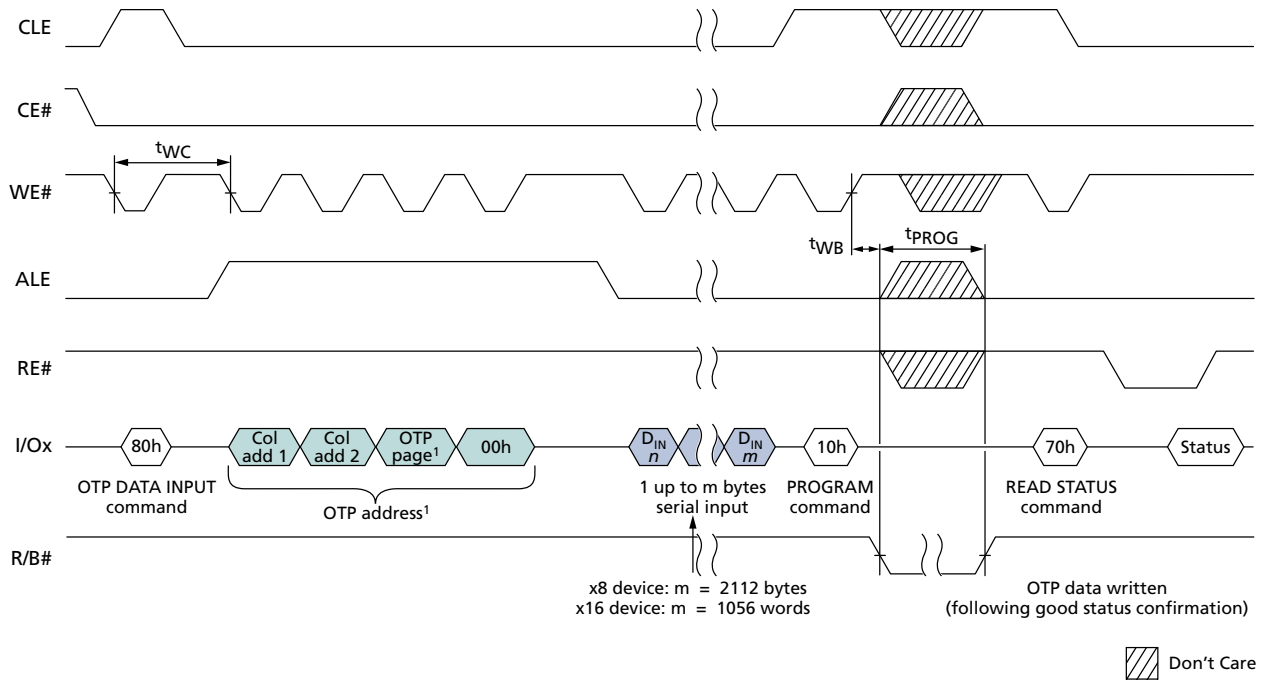 CLE
CE#
tWC
WE#
tWB
tPROG
ALE
RE#
I/Ox
80h
Col add 1
Col add 2
OTP page1
00h
DIN n
DIN m
10h
70h
Status
OTP DATA INPUT command
OTP address1
1 up to m bytes serial input
PROGRAM command
READ STATUS command
R/B#
x8 device: m = 2112 bytes
x16 device: m = 1056 words
OTP data written
(following good status confirmation)
Don't Care